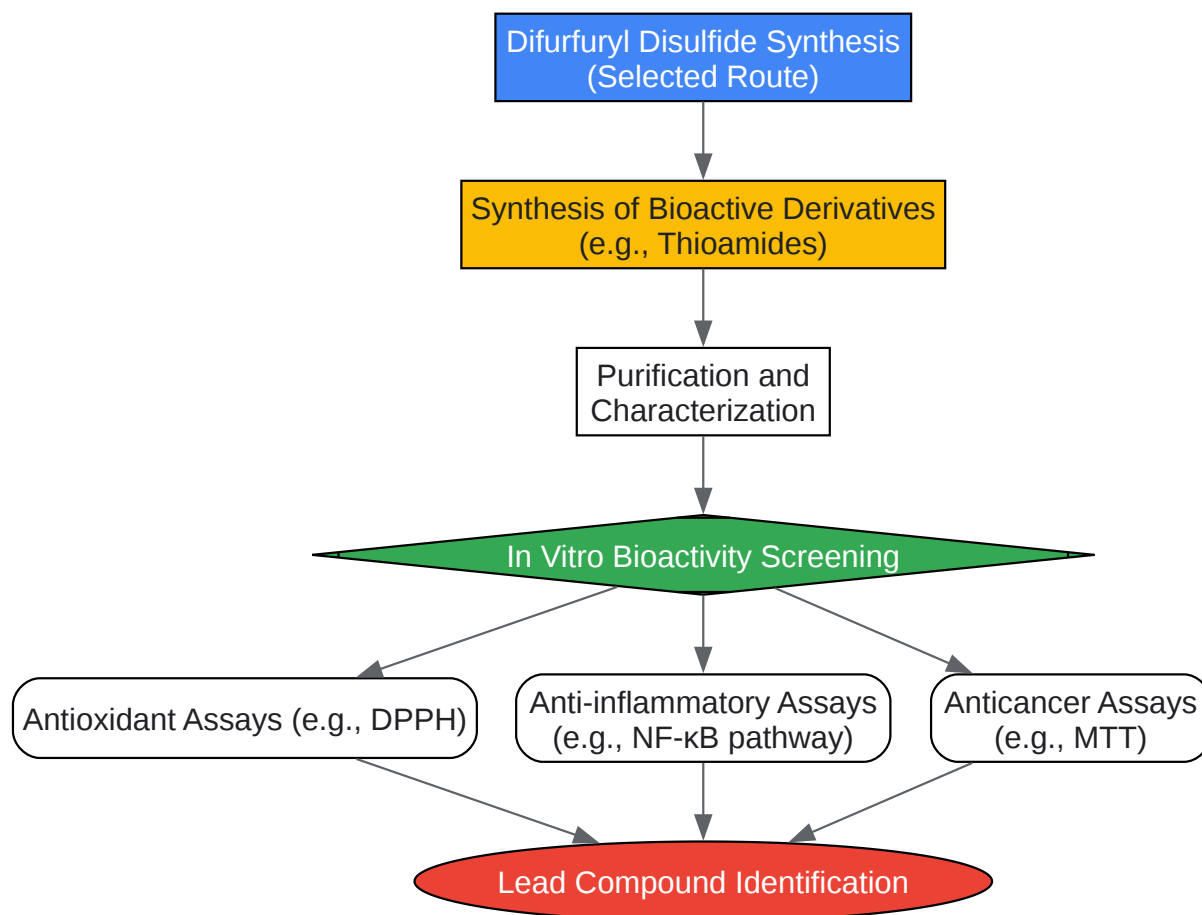 Difurfuryl Disulfide Synthesis
(Selected Route)
Synthesis of Bioactive Derivatives
(e.g., Thioamides)
Purification and
Characterization
In Vitro Bioactivity Screening
Antioxidant Assays (e.g., DPPH)
Anti-inflammatory Assays
(e.g., NF-κB pathway)
Anticancer Assays
(e.g., MTT)
Lead Compound Identification